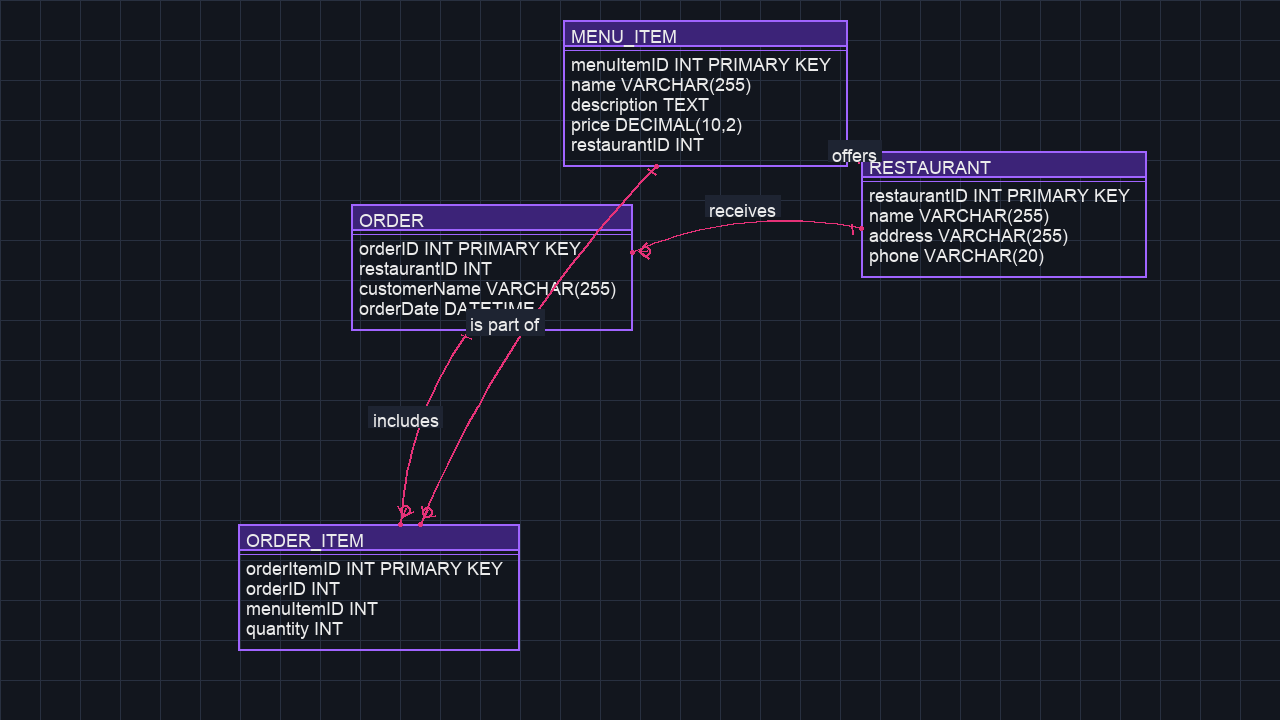 MENU_ITEM
menuItemID INT PRIMARY KEY
name VARCHAR(255)
description TEXT
price DECIMAL(10,2)
restaurantID INT
offers
RESTAURANT
restaurantID INT PRIMARY KEY
name VARCHAR(255)
address VARCHAR(255)
phone VARCHAR(20)
receives
ORDER
orderID INT PRIMARY KEY
restaurantID INT
customerName VARCHAR(255)
orderDate DATETIME
is part of
includes
ORDER_ITEM
orderItemID INT PRIMARY KEY
orderID INT
menuItemID INT
quantity INT